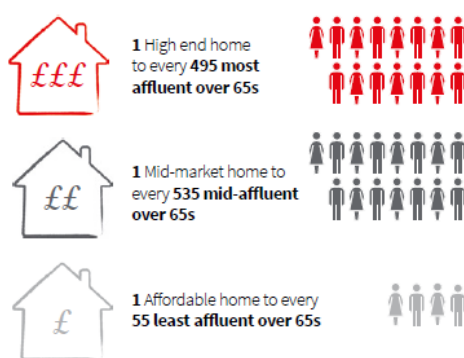 £££
1 High end home
to every 495 most
affluent over 65s
££
1 Mid-market home to
every 535 mid-affluent
over 65s
£
1 Affordable home to every
55 least affluent over 65s